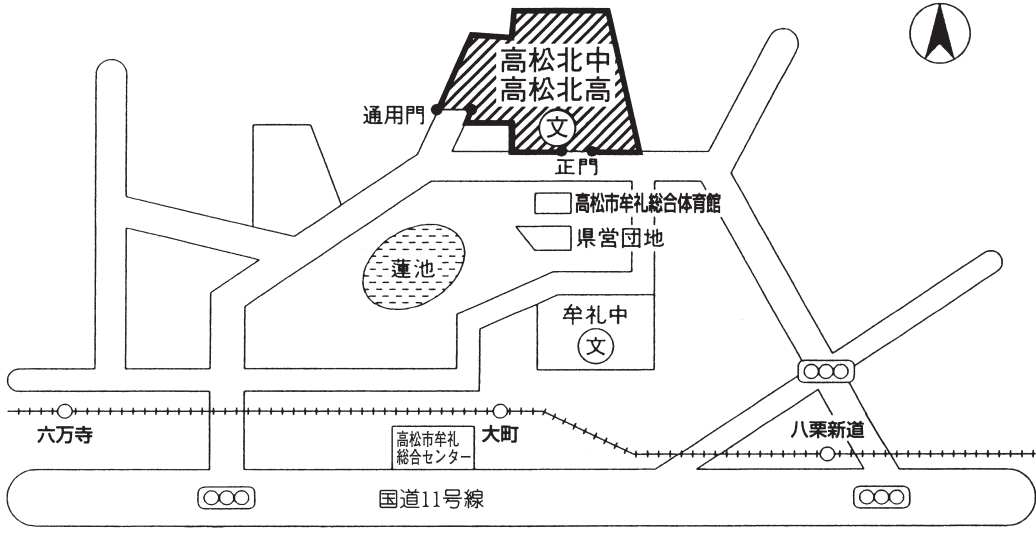 高松北中
高松北高
文
通用門
正門
高松市牟礼総合体育館
県営団地
蓮池
牟礼中
文
六万寺
大町
八栗新道
高松市牟礼
総合センター
国道11号線